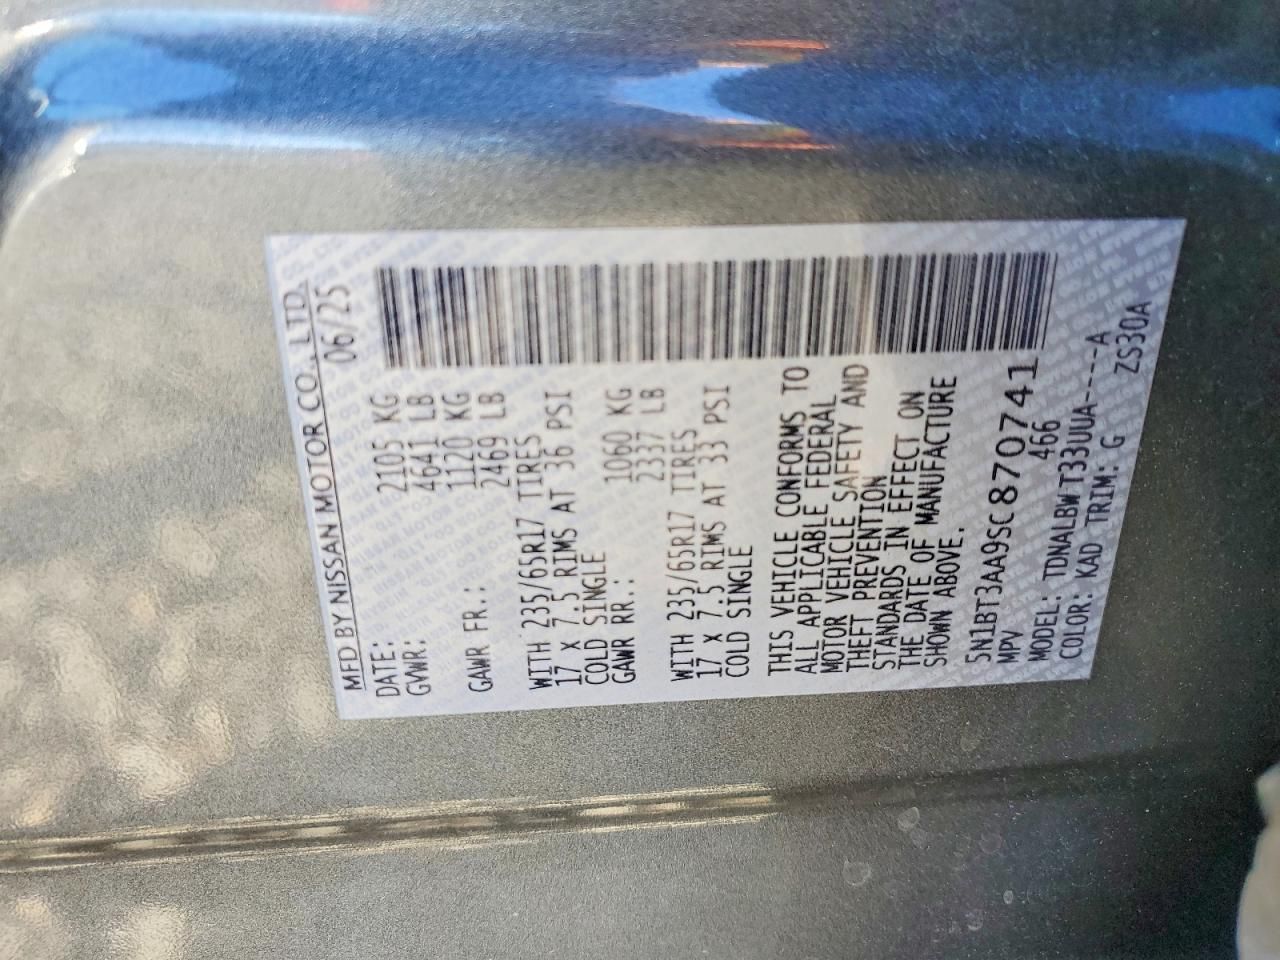 MFD BY NISSAN MOTOR CO., LTD.
DATE: 06/25
GVWR: 2105 KG
4641 LB
GAWR FR.: 1120 KG
2469 LB
WITH 235/65R17 TIRES
17 X 7.5 RIMS AT 36 PSI
COLD SINGLE
GAWR RR.: 1060 KG
2337 LB
WITH 235/65R17 TIRES
17 X 7.5 RIMS AT 33 PSI
COLD SINGLE
THIS VEHICLE CONFORMS TO
ALL APPLICABLE FEDERAL
MOTOR VEHICLE SAFETY AND
THEFT PREVENTION
STANDARDS IN EFFECT ON
THE DATE OF MANUFACTURE
SHOWN ABOVE.
5N1BT3AA9SC870741
MPV 466
MODEL: TDNALBWT33UUA----A
COLOR: KAD TRIM: G ZS30A